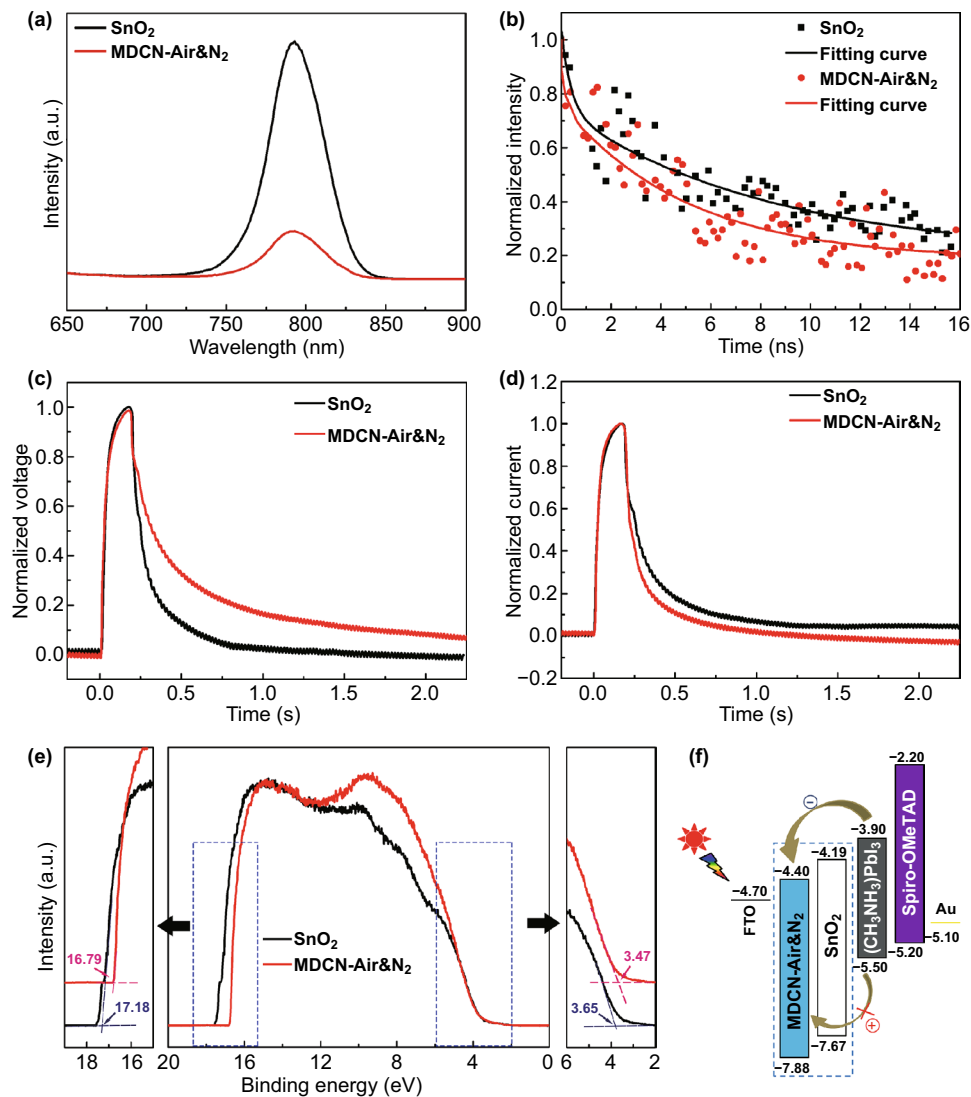 (a)
SnO2
MDCN-Air&N2
Intensity (a.u.)
650 700 750 800 850 900
Wavelength (nm)
(b)
SnO2
Fitting curve
MDCN-Air&N2
Fitting curve
Normalized intensity
1.0
0.8
0.6
0.4
0.2
0.0
0 2 4 6 8 10 12 14 16
Time (ns)
(c)
SnO2
MDCN-Air&N2
Normalized voltage
1.0
0.8
0.6
0.4
0.2
0.0
0.0 0.5 1.0 1.5 2.0
Time (s)
(d)
SnO2
MDCN-Air&N2
Normalized current
1.2
1.0
0.8
0.6
0.4
0.2
0.0
−0.2
0.0 0.5 1.0 1.5 2.0
Time (s)
(e)
Intensity (a.u.)
16.79
17.18
SnO2
MDCN-Air&N2
3.47
3.65
19 18 16
20 16 12 8 4 0
6 4 2
Binding energy (eV)
(f)
−4.70
FTO
−4.40
MDCN-Air&N2
−7.88
−4.19
SnO2
−7.67
−3.90
(CH3NH3)PbI3
−5.50
−2.20
Spiro-OMeTAD
−5.20
Au
−5.10
−
+